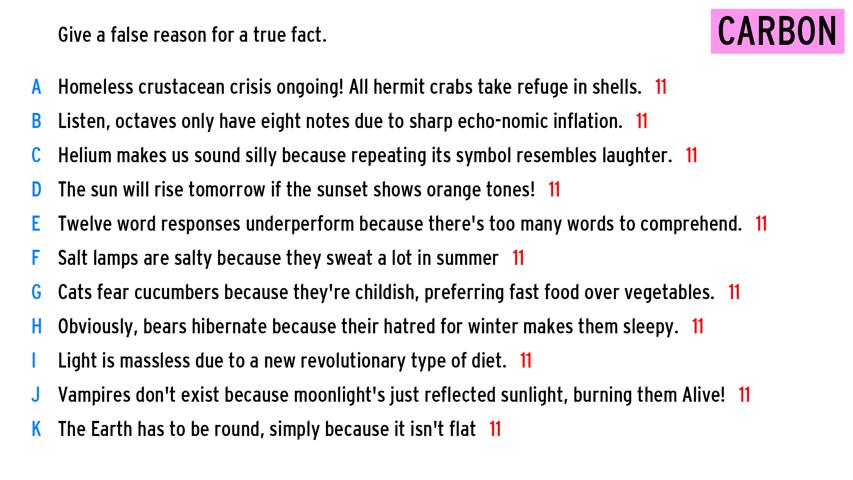 Give a false reason for a true fact.
CARBON
A Homeless crustacean crisis ongoing! All hermit crabs take refuge in shells. 11
B Listen, octaves only have eight notes due to sharp echo-nomic inflation. 11
C Helium makes us sound silly because repeating its symbol resembles laughter. 11
D The sun will rise tomorrow if the sunset shows orange tones! 11
E Twelve word responses underperform because there's too many words to comprehend. 11
F Salt lamps are salty because they sweat a lot in summer 11
G Cats fear cucumbers because they're childish, preferring fast food over vegetables. 11
H Obviously, bears hibernate because their hatred for winter makes them sleepy. 11
I Light is massless due to a new revolutionary type of diet. 11
J Vampires don't exist because moonlight's just reflected sunlight, burning them Alive! 11
K The Earth has to be round, simply because it isn't flat 11